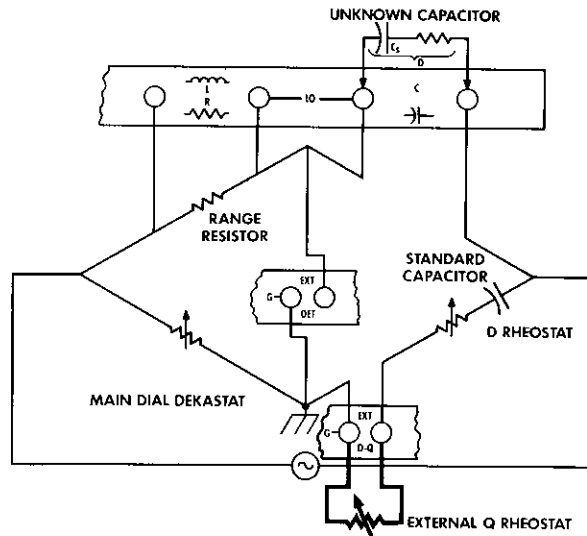 UNKNOWN CAPACITOR
Cs
D
L
R
LO
C
RANGE
RESISTOR
STANDARD
CAPACITOR
EXT
G
DET
D RHEOSTAT
MAIN DIAL DEKASTAT
EXT
G
D-Q
EXTERNAL Q RHEOSTAT